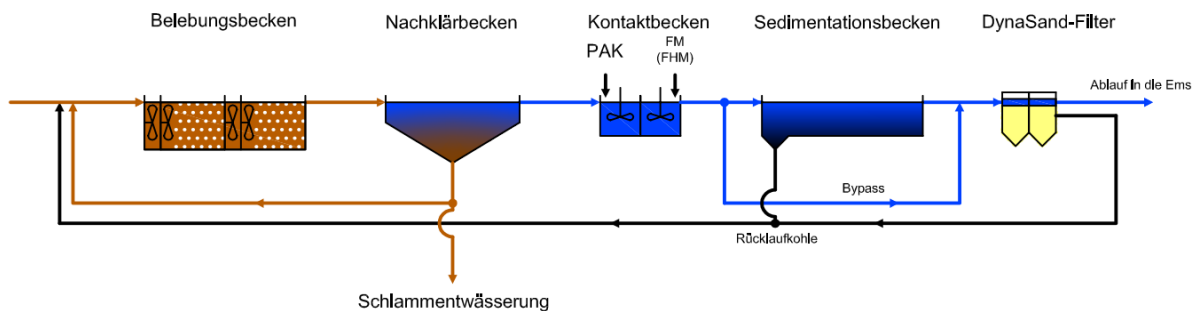 Belebungsbecken
Nachklärbecken
Kontaktbecken
Sedimentationsbecken
DynaSand-Filter
PAK
FM
(FHM)
Ablauf in die Ems
Bypass
Rücklaufkohle
Schlammentwässerung